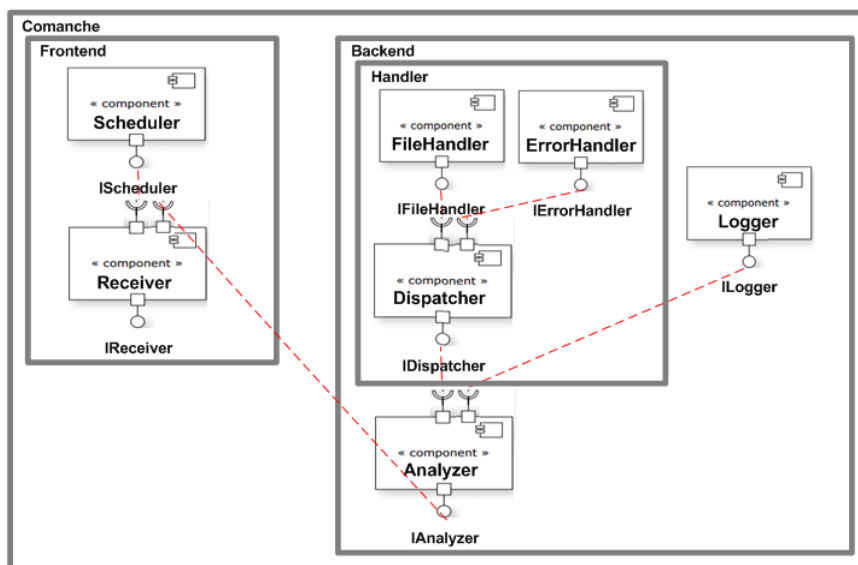 Comanche
Frontend
« component »
Scheduler
IScheduler
« component »
Receiver
IReceiver
Backend
Handler
« component »
FileHandler
IFileHandler
« component »
ErrorHandler
IErrorHandler
« component »
Dispatcher
IDispatcher
« component »
Logger
ILogger
« component »
Analyzer
IAnalyzer